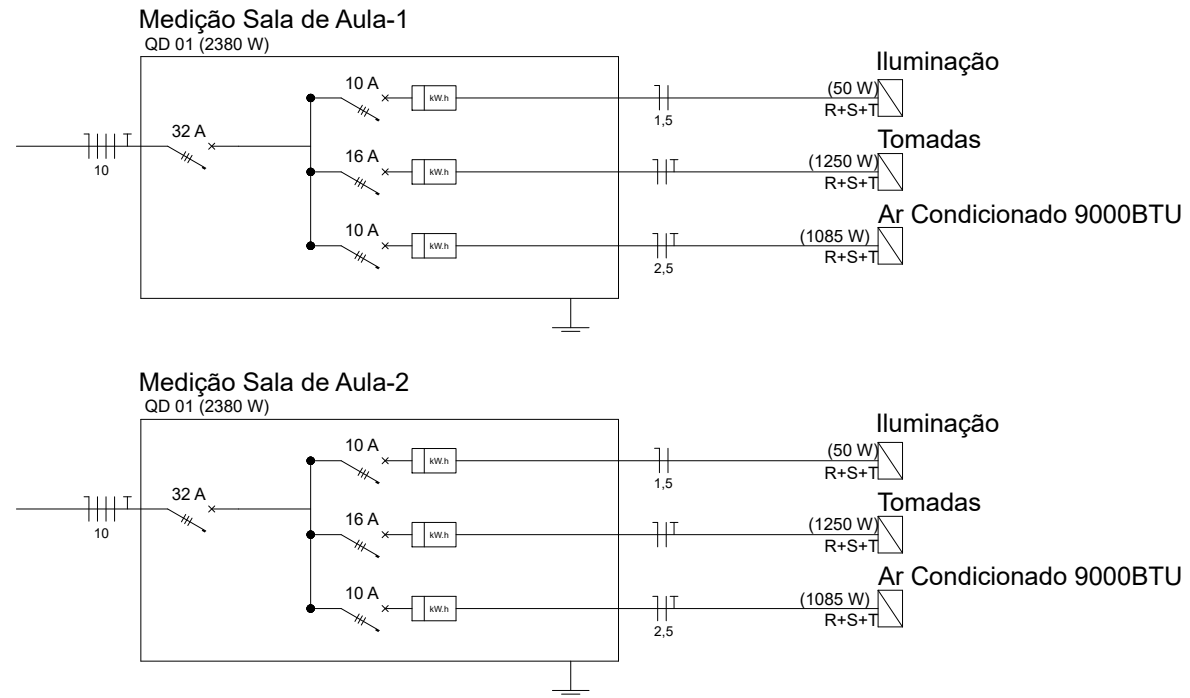 Medição Sala de Aula-1
QD 01 (2380 W)
Iluminação
10 A
kW.h
(50 W)
R+S+T
1,5
T
10
32 A
Tomadas
16 A
kW.h
T
(1250 W)
R+S+T
Ar Condicionado 9000BTU
10 A
kW.h
T
2,5
(1085 W)
R+S+T
Medição Sala de Aula-2
QD 01 (2380 W)
Iluminação
10 A
kW.h
(50 W)
R+S+T
1,5
T
10
32 A
Tomadas
16 A
kW.h
T
(1250 W)
R+S+T
Ar Condicionado 9000BTU
10 A
kW.h
T
2,5
(1085 W)
R+S+T